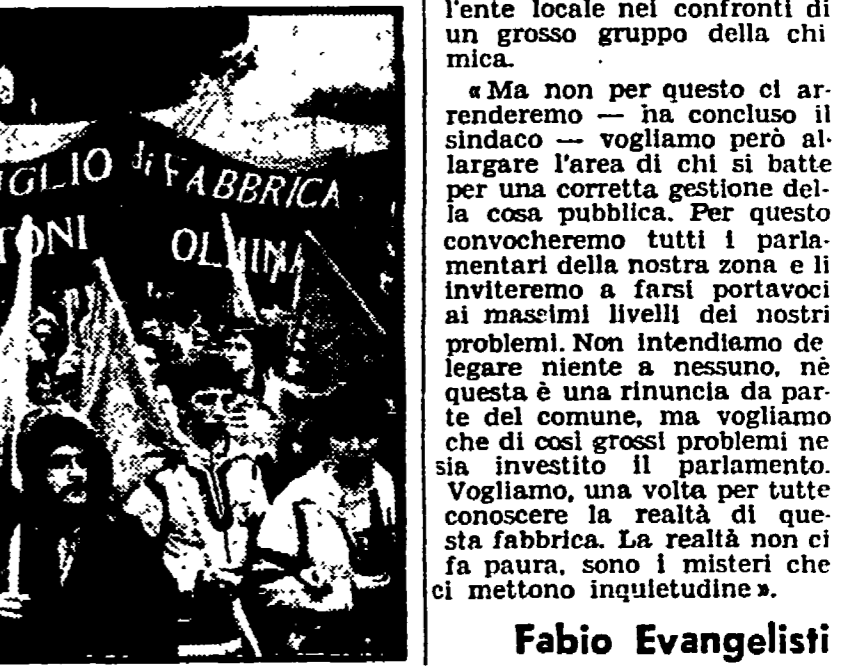 IGLIO di FABBRICA
TONI OLMINA
l'ente locale nei confronti di
un grosso gruppo della chi
mica.
« Ma non per questo ci ar-
renderemo — ha concluso il
sindaco — vogliamo però al-
largare l'area di chi si batte
per una corretta gestione del-
la cosa pubblica. Per questo
convocheremo tutti i parla-
mentari della nostra zona e li
inviteremo a farsi portavoci
ai massimi livelli dei nostri
problemi. Non intendiamo de
legare niente a nessuno, nè
questa è una rinuncia da par-
te del comune, ma vogliamo
che di così grossi problemi ne
sia investito il parlamento.
Vogliamo, una volta per tutte
conoscere la realtà di que-
sta fabbrica. La realtà non ci
fa paura, sono i misteri che
ci mettono inquietudine ».
Fabio Evangelisti